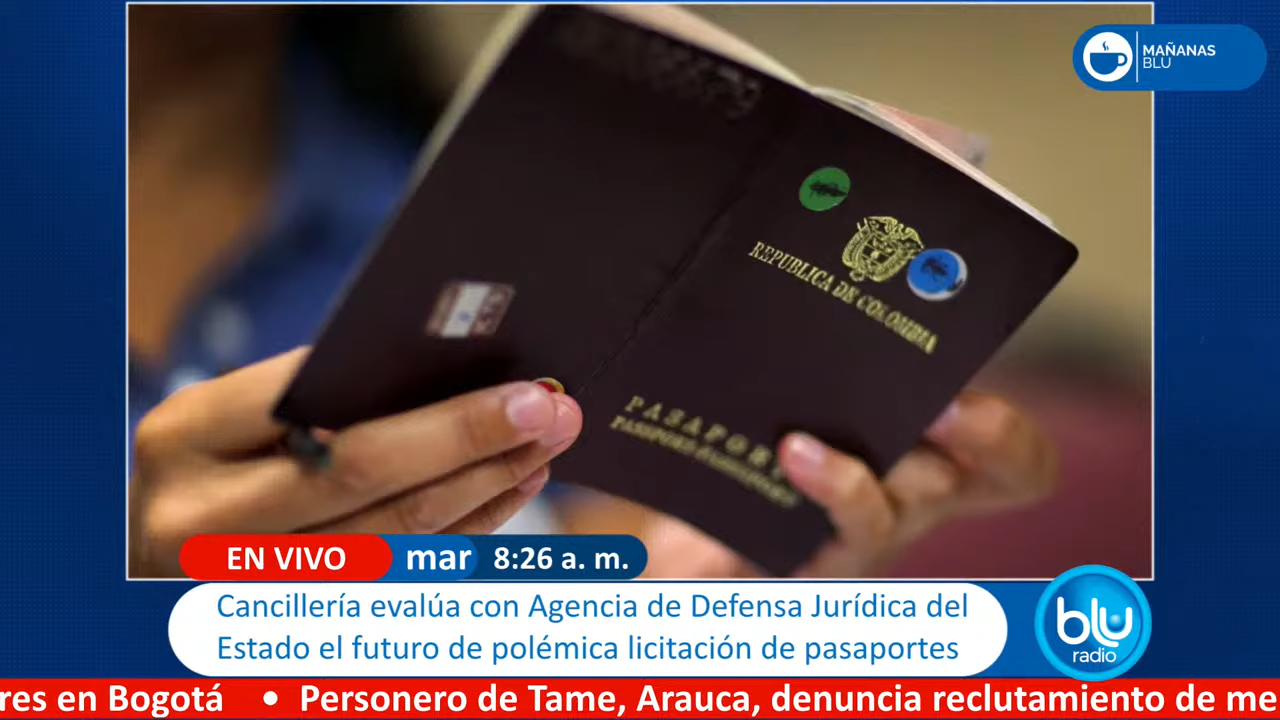 MAÑANAS
BLU
REPUBLICA DE COLOMBIA
PASAPORT
EN VIVO
mar
8:26 a. m.
Cancillería evalúa con Agencia de Defensa Jurídica del
Estado el futuro de polémica licitación de pasaportes
blu
radio
res en Bogotá • Personero de Tame, Arauca, denuncia reclutamiento de me